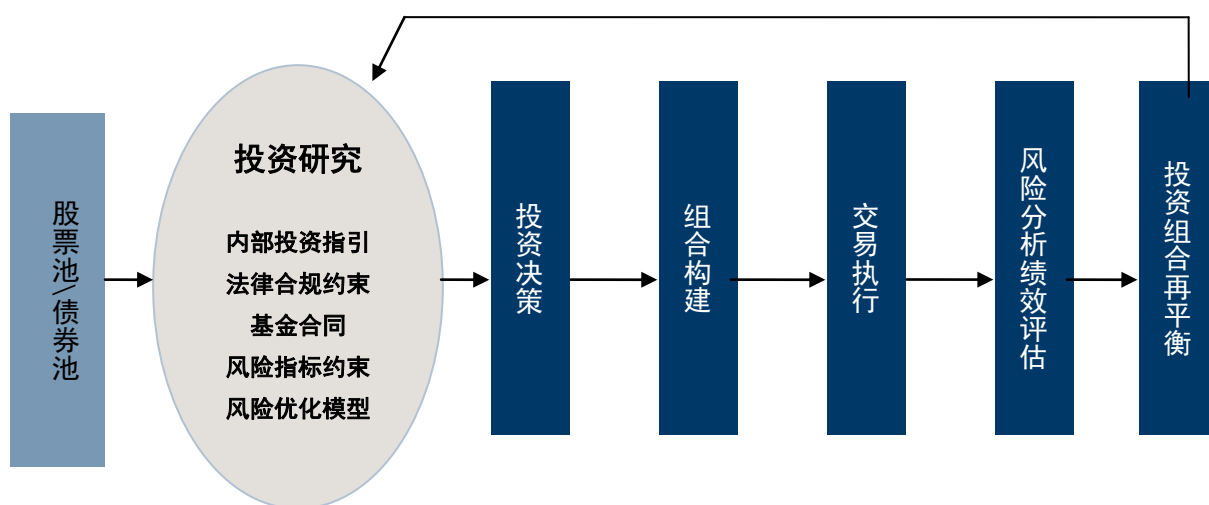 股票池/债券池
投资研究
内部投资指引
法律合规约束
基金合同
风险指标约束
风险优化模型
投资决策
组合构建
交易执行
风险分析绩效评估
投资组合再平衡